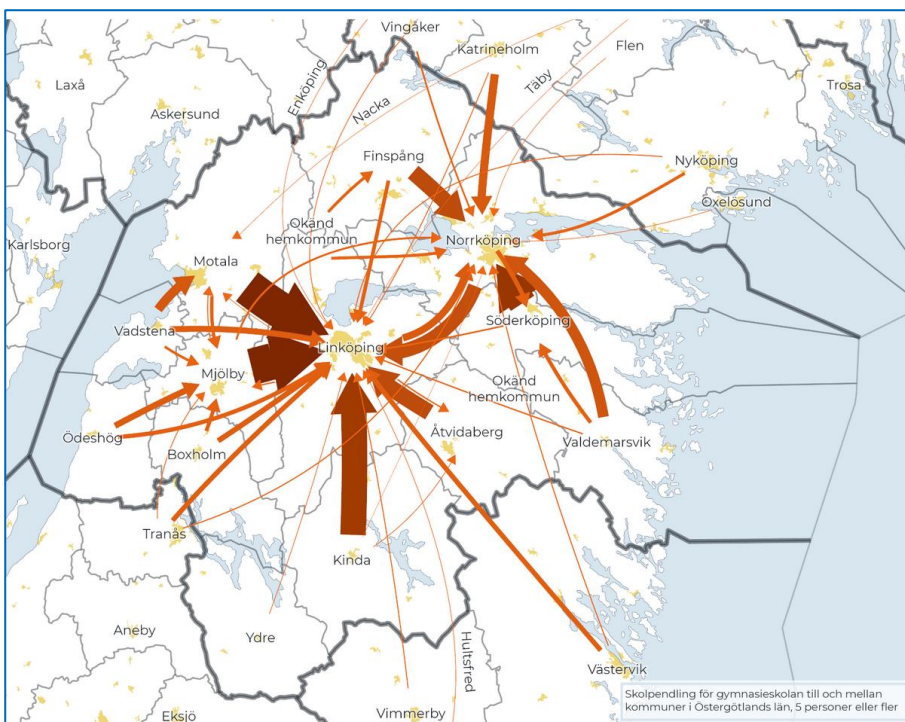 Vingåker
Katrineholm
Flen
Laxå
Enköping
Täby
Trosa
Askersund
Nacka
Finspång
Nyköping
Oxelösund
Okänd
hemkommun
Karlsborg
Norrköping
Motala
Vadstena
Söderköping
Linköping
Mjölby
Okänd
hemkommun
Ödeshög
Åtvidaberg
Valdemarsvik
Boxholm
Tranås
Kinda
Aneby
Ydre
Hultsfred
Västervik
Eksjö
Vimmerby
Skolpendling för gymnasieskolan till och mellan
kommuner i Östergötlands län, 5 personer eller fler